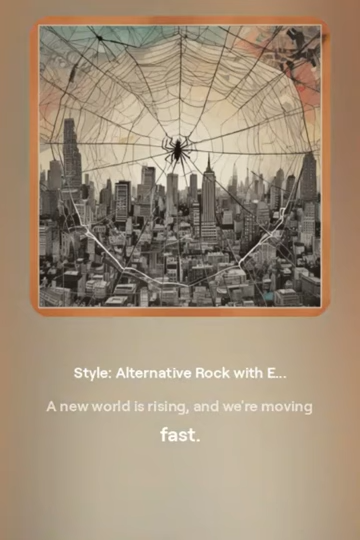 Style: Alternative Rock with E...
A new world is rising, and we're moving
fast.